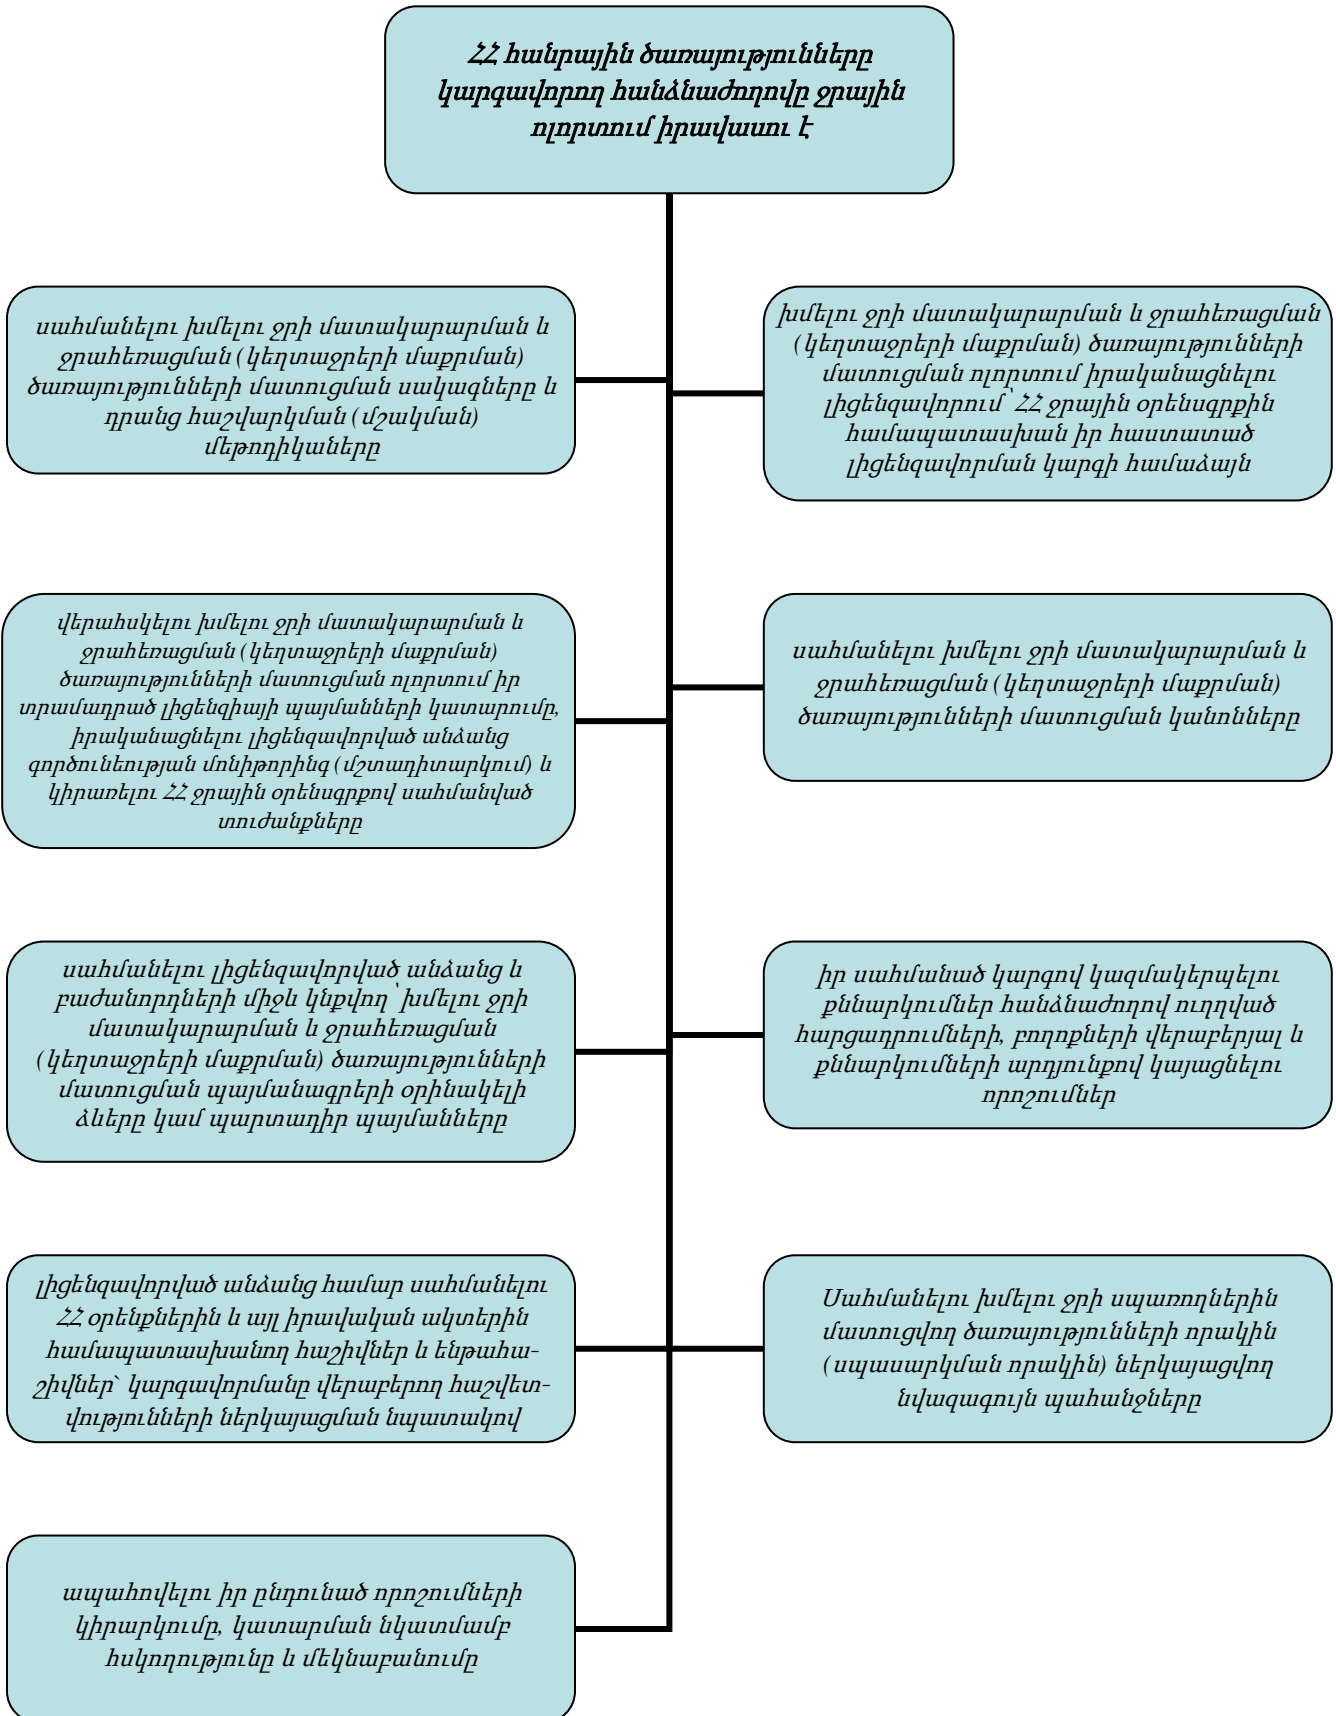 ՀՀ հանրային ծառայությունները
կարգավորող հանձնաժողովը ջրային
ոլորտում իրավասու է
սահմանելու խմելու ջրի մատակարարման և
ջրահեռացման (կեղտաջրերի մաքրման)
ծառայությունների մատուցման սակագները և
դրանց հաշվարկման (մշակման)
մեթոդիկաները
խմելու ջրի մատակարարման և ջրահեռացման
(կեղտաջրերի մաքրման) ծառայությունների
մատուցման ոլորտում իրականացնելու
լիցենզավորում՝ ՀՀ ջրային օրենսգրքին
համապատասխան իր հաստատած
լիցենզավորման կարգի համաձայն
վերահսկելու խմելու ջրի մատակարարման և
ջրահեռացման (կեղտաջրերի մաքրման)
ծառայությունների մատուցման ոլորտում իր
տրամադրած լիցենզիայի պայմանների կատարումը,
իրականացնելու լիցենզավորված անձանց
գործունեության մոնիթորինգ (մշտադիտարկում) և
կիրառելու ՀՀ ջրային օրենսգրքով սահմանված
տուժանքները
սահմանելու խմելու ջրի մատակարարման և
ջրահեռացման (կեղտաջրերի մաքրման)
ծառայությունների մատուցման կանոնները
սահմանելու լիցենզավորված անձանց և
բաժանորդների միջև կնքվող ՝խմելու ջրի
մատակարարման և ջրահեռացման
(կեղտաջրերի մաքրման) ծառայությունների
մատուցման պայմանագրերի օրինակելի
ձևերը կամ պարտադիր պայմանները
իր սահմանած կարգով կազմակերպելու
քննարկումներ հանձնաժողով ուղղված
հարցադրումների, բողոքների վերաբերյալ և
քննարկումների արդյունքով կայացնելու
որոշումներ
լիցենզավորված անձանց համար սահմանելու
ՀՀ օրենքներին և այլ իրավական ակտերին
համապատասխանող հաշիվներ և ենթահա-
շիվներ՝ կարգավորմանը վերաբերող հաշվետ-
վությունների ներկայացման նպատակով
Սահմանելու խմելու ջրի սպառողներին
մատուցվող ծառայությունների որակին
(սպասարկման որակին) ներկայացվող
նվազագույն պահանջները
ապահովելու իր ընդունած որոշումների
կիրարկումը, կատարման նկատմամբ
հսկողությունը և մեկնաբանումը